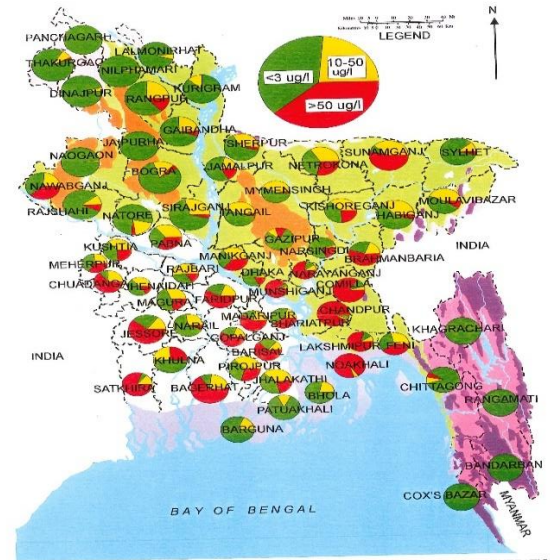 N
LEGEND
<3 ug/l
10-50
ug/l
>50 ug/l
PANCHAGARH
LALMONIRHAT
THAKURGAO
NILPHAMARI
KURIGRAM
DINAJPUR
RANGPUR
GAIBANDHA
JAIPURHA
SHERPUR
SUNAMGANJ
SYLHET
NAOGAON
JAMALPUR
NETROKONA
BOGRA
NAWABGANJ
MYMENSINGH
MOULAVIBAZAR
RAJSHAHI
SIRAJGANJ
KISHOREGANJ
NATORE
TANGAIL
HABIGANJ
PABNA
GAZIPUR
INDIA
KUSHTIA
NARSINGDI
MANIKGANJ
BRAHMANBARIA
MEHERPUR
RAJBARI
DHAKA
NARAYANGANJ
CHUADANGA
JHENAIDAH
MUNSHIGANJ
COMILLA
MAGURA
FARIDPUR
CHANDPUR
MADARIPUR
SHARIATPUR
NARAIL
JESSORE
GOPALGANJ
KHAGRACHARI
BARISAL
LAKSHMIPUR
FENI
INDIA
KHULNA
PIROJPUR
NOAKHALI
JHALAKATHI
CHITTAGONG
SATKHIRA
BAGERHAT
BHOLA
RANGAMATI
PATUAKHALI
BARGUNA
BANDARBAN
COX'S BAZAR
MYANMAR
BAY OF BENGAL